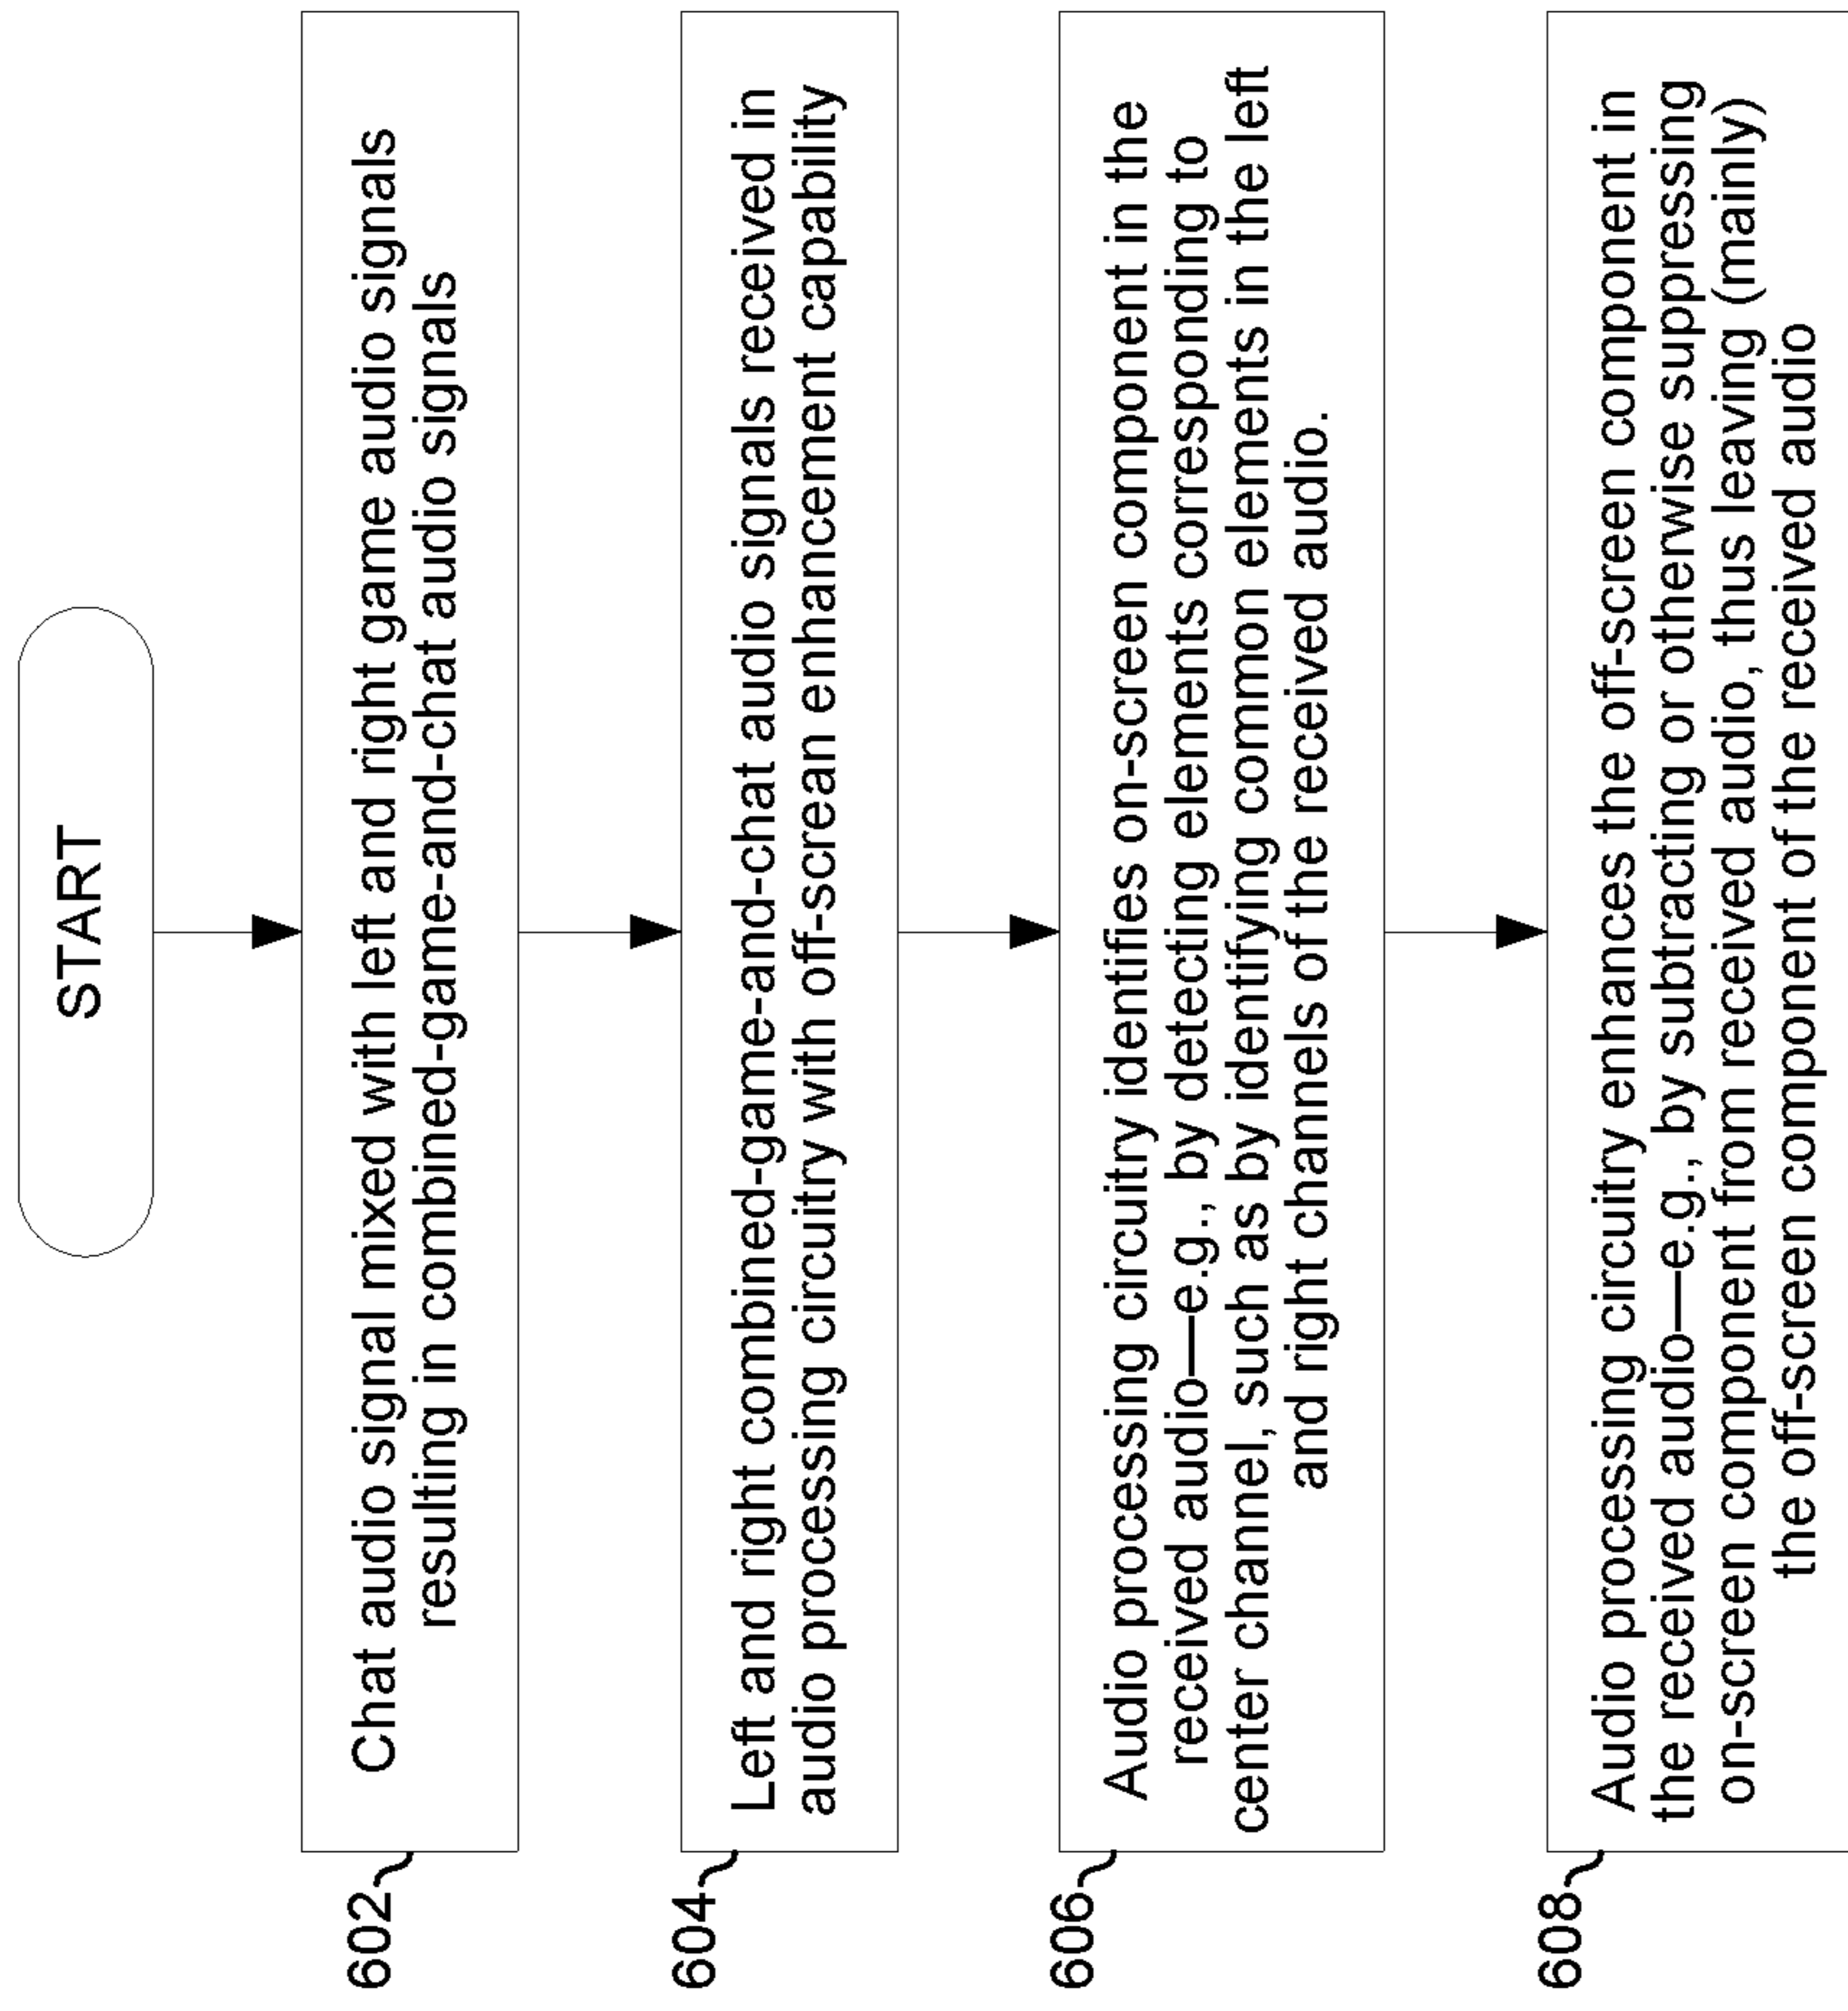 START
602
Chat audio signal mixed with left and right game audio signals
resulting in combined-game-and-chat audio signals
604
Left and right combined-game-and-chat audio signals received in
audio processing circuitry with off-screan enhancement capability
606
Audio processing circuitry identifies on-screen component in the
received audio—e.g., by detecting elements corresponding to
center channel, such as by identifying common elements in the left
and right channels of the received audio.
608
Audio processing circuitry enhances the off-screen component in
the received audio—e.g., by subtracting or otherwise suppressing
on-screen component from received audio, thus leaving (mainly)
the off-screen component of the received audio